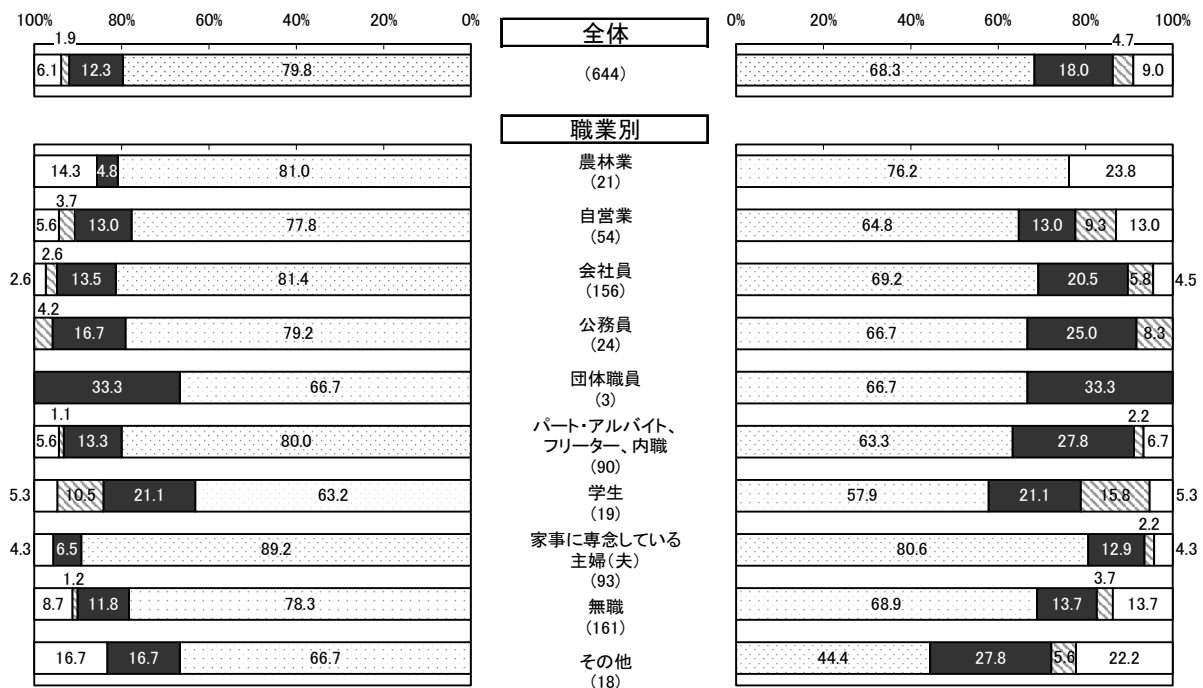 100% 80% 60% 40% 20% 0%
全体
0% 20% 40% 60% 80% 100%
1.9
4.7
6.1 12.3 79.8
(644)
68.3 18.0 9.0
職業別
14.3 4.8 81.0
農林業
(21)
76.2 23.8
3.7
5.6 13.0 77.8
自営業
(54)
64.8 13.0 9.3 13.0
2.6
2.6 13.5 81.4
会社員
(156)
69.2 20.5 5.8 4.5
4.2
16.7 79.2
公務員
(24)
66.7 25.0 8.3
33.3 66.7
団体職員
(3)
66.7 33.3
1.1
5.6 13.3 80.0
パート・アルバイト、
フリーター、内職
(90)
2.2
63.3 27.8 6.7
5.3 10.5 21.1 63.2
学生
(19)
57.9 21.1 15.8 5.3
4.3 6.5 89.2
家事に専念している
主婦(夫)
(93)
2.2
80.6 12.9 4.3
1.2
8.7 11.8 78.3
無職
(161)
3.7
68.9 13.7 13.7
16.7 16.7 66.7
その他
(18)
44.4 27.8 5.6 22.2